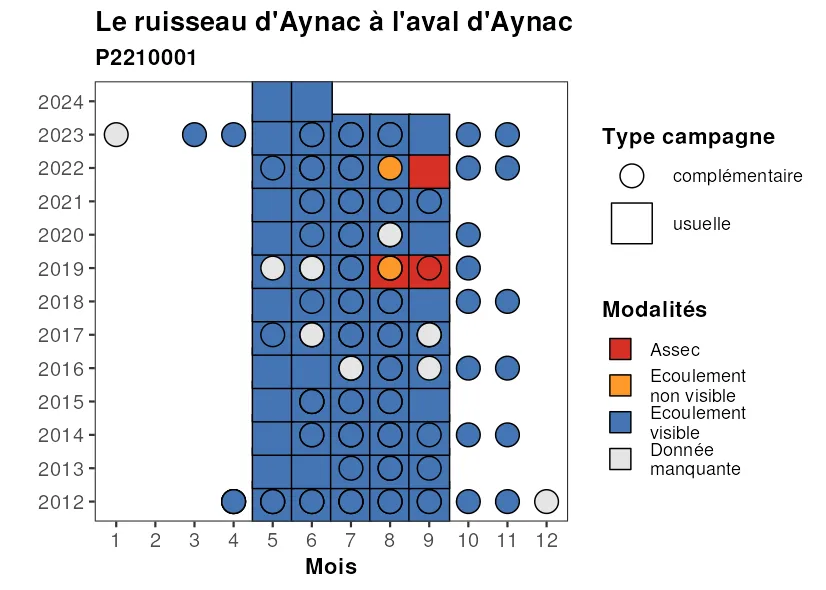 Le ruisseau d'Aynac à l'aval d'Aynac
P2210001
2024
2023
2022
2021
2020
2019
2018
2017
2016
2015
2014
2013
2012
1 2 3 4 5 6 7 8 9 10 11 12
Mois
Type campagne
complémentaire
usuelle
Modalités
Assec
Ecoulement
non visible
Ecoulement
visible
Donnée
manquante